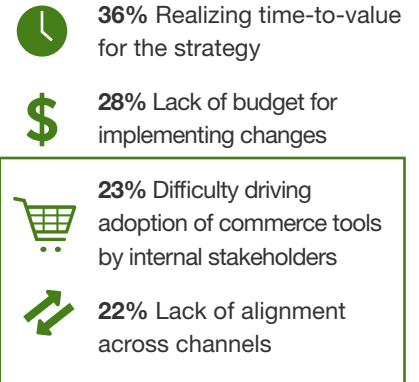 36% Realizing time-to-value
for the strategy
28% Lack of budget for
implementing changes
23% Difficulty driving
adoption of commerce tools
by internal stakeholders
22% Lack of alignment
across channels